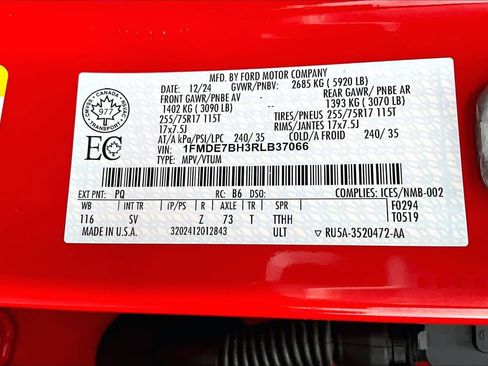 MFD. BY FORD MOTOR COMPANY
DATE: 12/24 GVWR/PNBV: 2685 KG ( 5920 LB)
FRONT GAWR/PNBE AV - REAR GAWR/ PNBE AR -
1402 KG ( 3090 LB) 1393 KG ( 3070 LB)
255/75R17 115T TIRES/PNEUS 255/75R17 115T
17x7.5J RIMS/JANTES 17x7.5J
AT/A kPa/PSI/LPC 240/ 35 COLD/A FROID 240/ 35
1FMDE7BH3RLB37066
TYPE: MPV/VTUM
CANADA
977
TRANSPORT
EC
EXT PNT: PQ RC: B6 DSO: COMPLIES: ICES/NMB-002
WB INT TR TP/PS R AXLE TR SPR F0294
116 SV Z 73 T TTHH T0519
MADE IN U.S.A. 3202412012843 ULT RU5A-3520472-AA